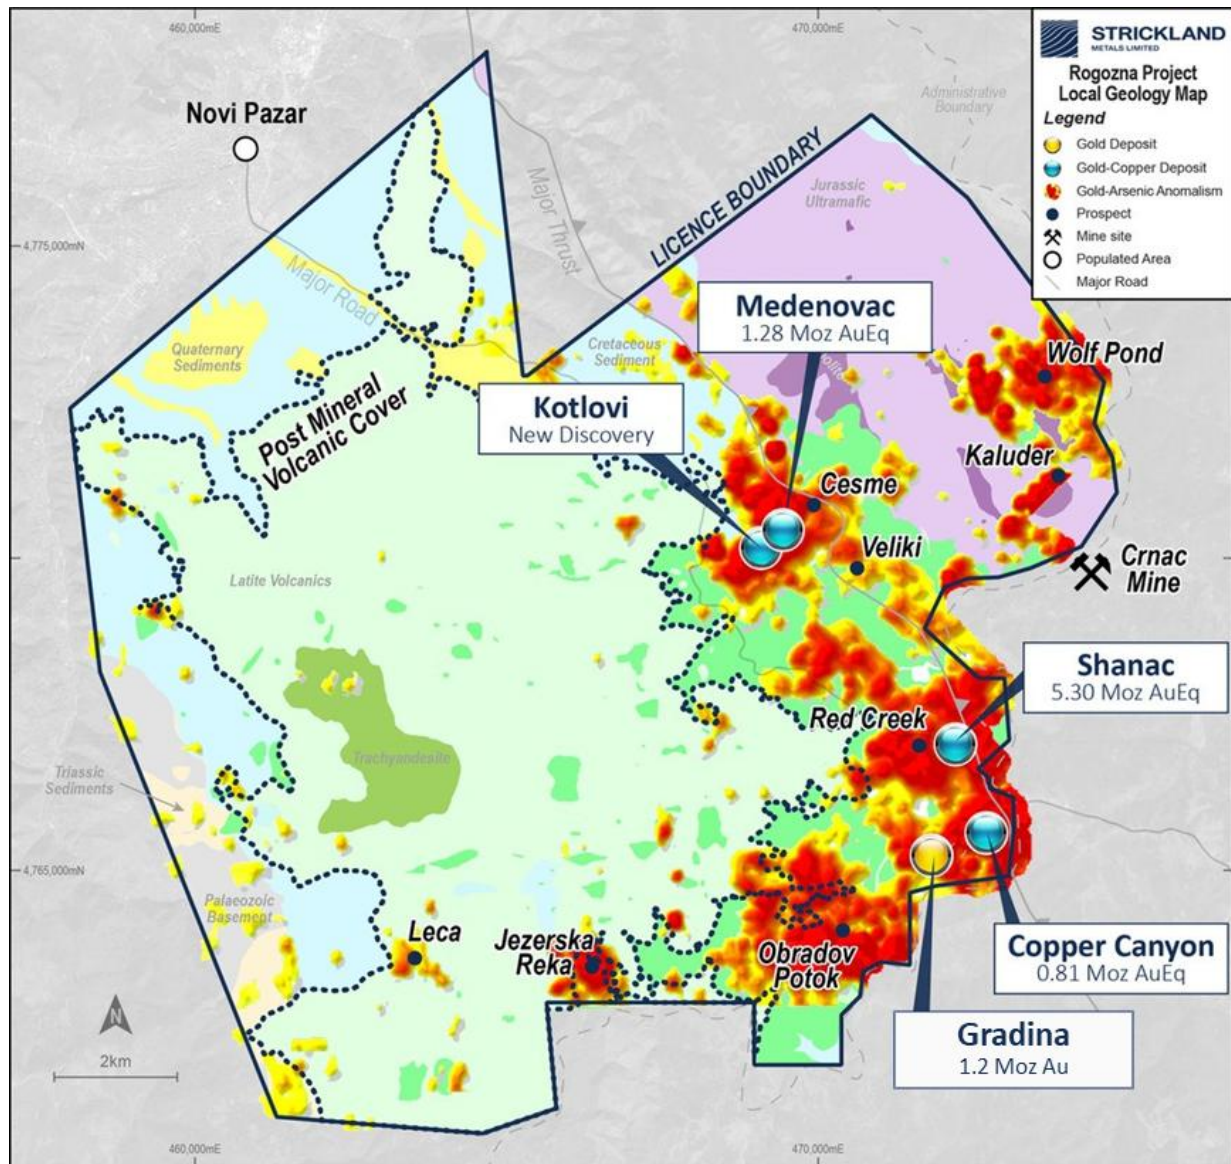 460,000mE
470,000mE
STRICKLAND
METALS LIMITED
Rogozna Project
Local Geology Map
Legend
Gold Deposit
Gold-Copper Deposit
Gold-Arsenic Anomalism
Prospect
Mine site
Populated Area
Major Road
Administrative
Boundary
Novi Pazar
Major Thrust
LICENCE BOUNDARY
Jurassic
Ultramafic
4,775,000mN
Major Road
Medenovac
1.28 Moz AuEq
Quaternary
Sediments
Cretaceous
Sediment
Wolf Pond
Post Mineral
Volcanic Cover
Kotlovi
New Discovery
Kaluder
Cesme
Veliki
Crnac
Mine
Latite Volcanics
Shanac
5.30 Moz AuEq
Red Creek
Trachyandesite
Triassic
Sediments
4,765,000mN
Palaeozoic
Basement
Leca
Jezerska
Reka
Obradov
Potok
Copper Canyon
0.81 Moz AuEq
N
2km
Gradina
1.2 Moz Au
460,000mE
470,000mE